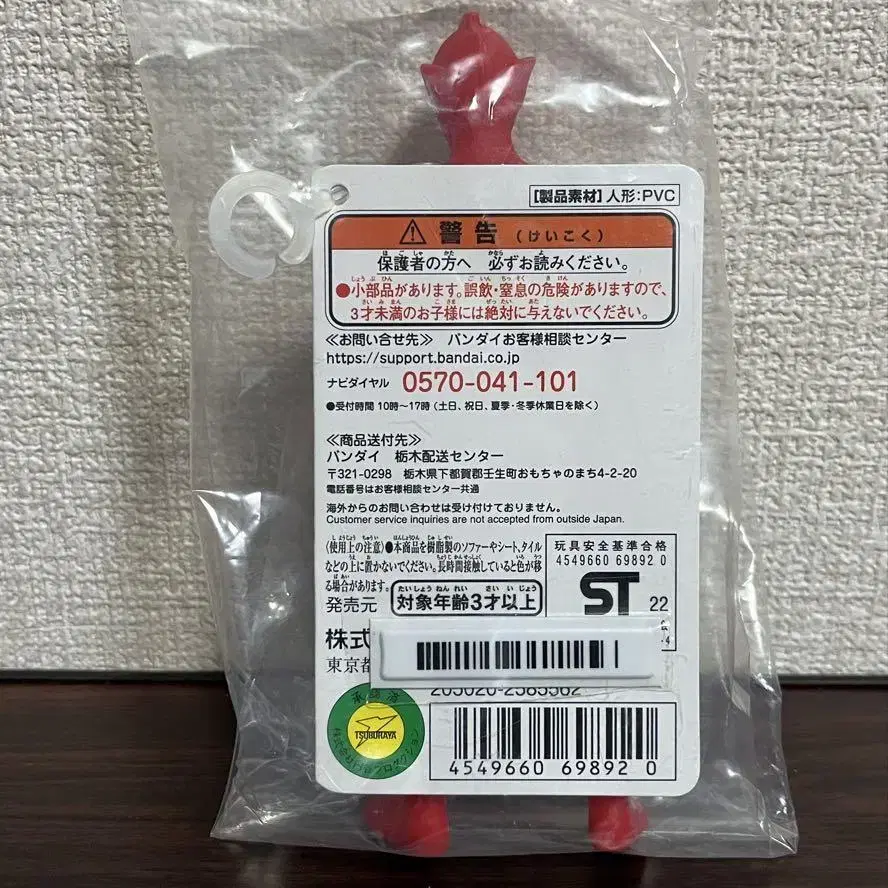 [製品素材]人形:PVC
警告 (けいこく)
保護者の方へ 必ずお読みください。
●小部品があります。誤飲・窒息の危険がありますので、
3才未満のお子様には絶対に与えないでください。
≪お問い合せ先≫ バンダイお客様相談センター
https://support.bandai.co.jp
ナビダイヤル 0570-041-101
●受付時間 10時〜17時 (土日、祝日、夏季・冬季休業日を除く)
≪商品送付先≫
バンダイ 栃木配送センター
〒321-0298 栃木県下都賀郡壬生町おもちゃのまち4-2-20
電話番号はお客様相談センター共通
海外からのお問い合わせは受け付けておりません。
Customer service inquiries are not accepted from outside Japan.
〈使用上の注意〉●本商品を樹脂製のソファーやシート、タイル
などの上に置かないでください。長時間接触していると色が移
る場合があります。
発売元
対象年齢3才以上
株式
東京都
玩具安全基準合格
4549660 69892 0
ST 22
205020-2585582
承認済
TSUBURAYA
4549660 698920